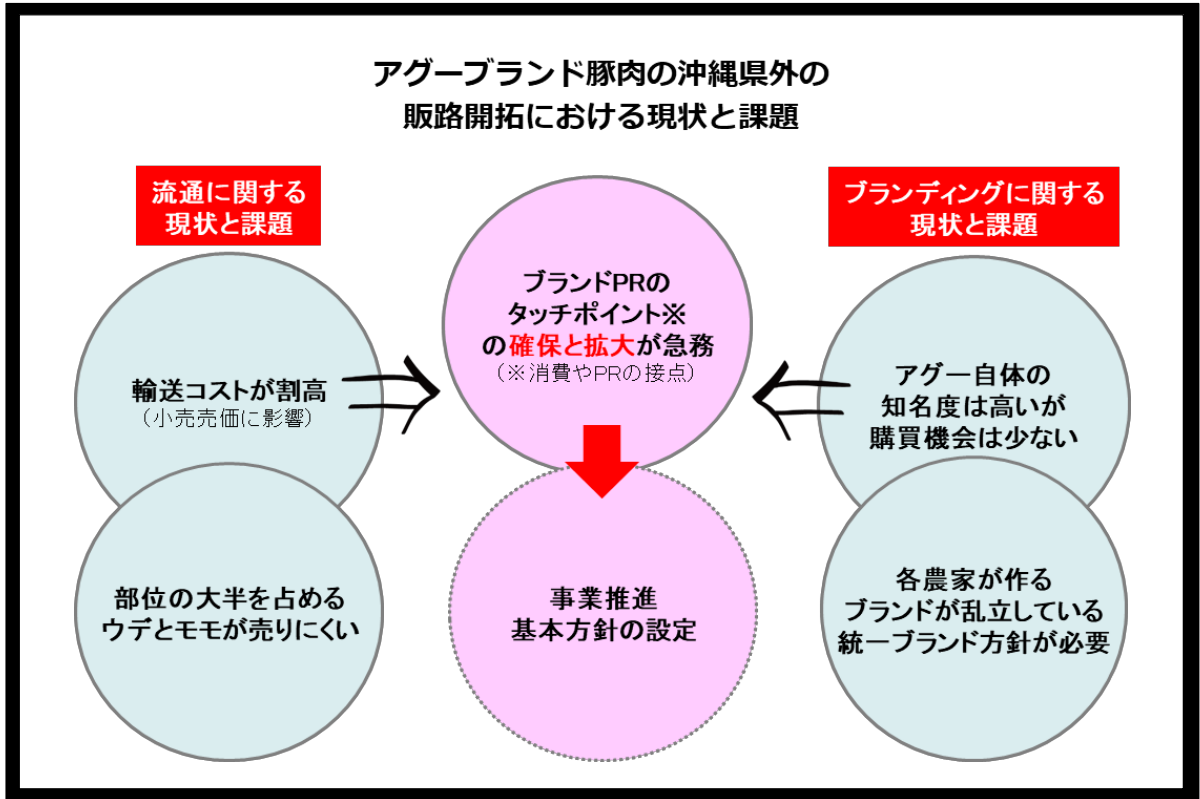 アグーブランド豚肉の沖縄県外の
販路開拓における現状と課題
流通に関する
現状と課題
輸送コストが割高
（小売売価に影響）
部位の大半を占める
ウデとモモが売りにくい
ブランドPRの
タッチポイント※
の確保と拡大が急務
（※消費やPRの接点）
事業推進
基本方針の設定
ブランディングに関する
現状と課題
アグー自体の
知名度は高いが
購買機会は少ない
各農家が作る
ブランドが乱立している
統一ブランド方針が必要